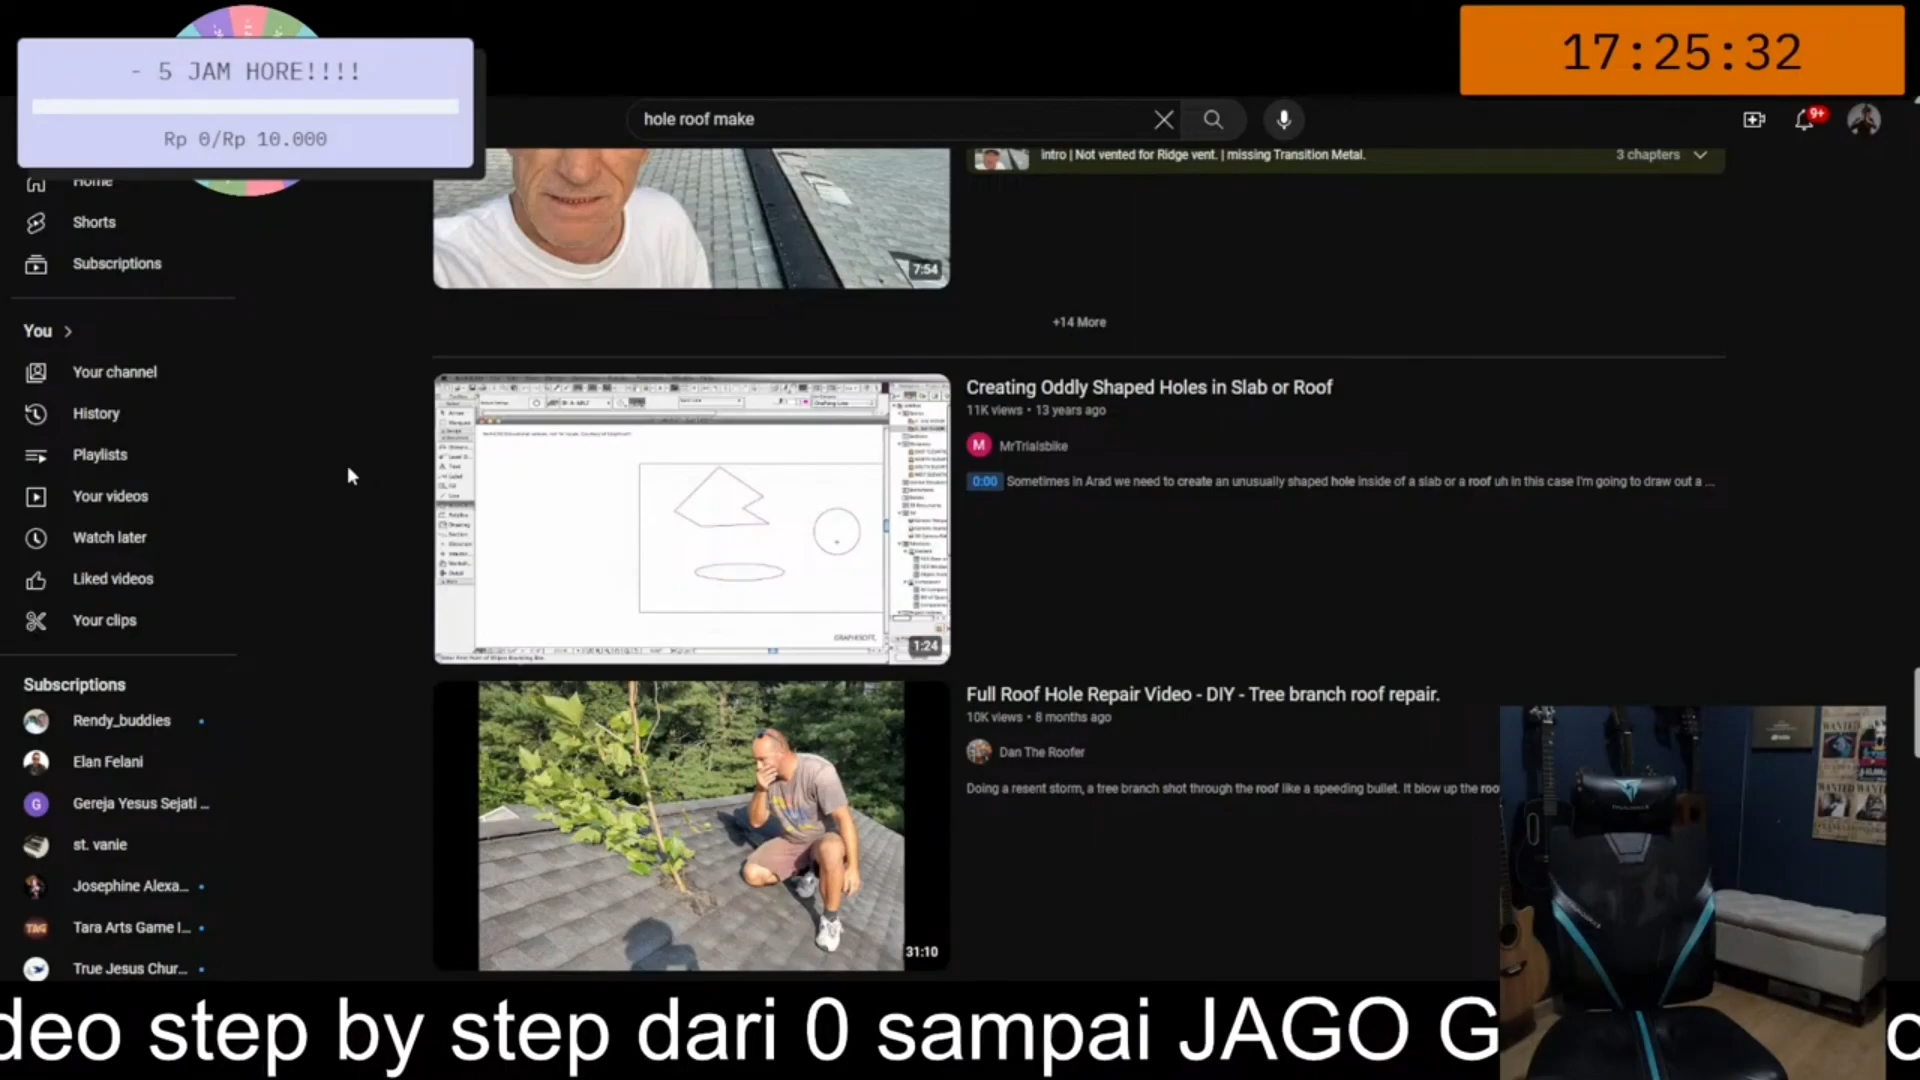 - 5 JAM HORE!!!!
Rp 0/Rp 10.000
17:25:32
hole roof make
9+
Home
Shorts
Subscriptions
You
Your channel
History
Playlists
Your videos
Watch later
Liked videos
Your clips
Subscriptions
Rendy_buddies
Elan Felani
G
Gereja Yesus Sejati ...
st. vanie
Josephine Alexa...
TAG
Tara Arts Game I...
True Jesus Chur...
7:54
intro | Not vented for Ridge vent. | missing Transition Metal.
3 chapters
+14 More
GRAPHISOFT.
1:24
Creating Oddly Shaped Holes in Slab or Roof
11K views • 13 years ago
M
MrTrialsbike
0:00 Sometimes in Arad we need to create an unusually shaped hole inside of a slab or a roof uh in this case I'm going to draw out a ...
31:10
Full Roof Hole Repair Video - DIY - Tree branch roof repair.
10K views • 8 months ago
Dan The Roofer
Doing a resent storm, a tree branch shot through the roof like a speeding bullet. It blow up the roo
WANTED
WANTED
WANTED
deo step by step dari 0 sampai JAGO G